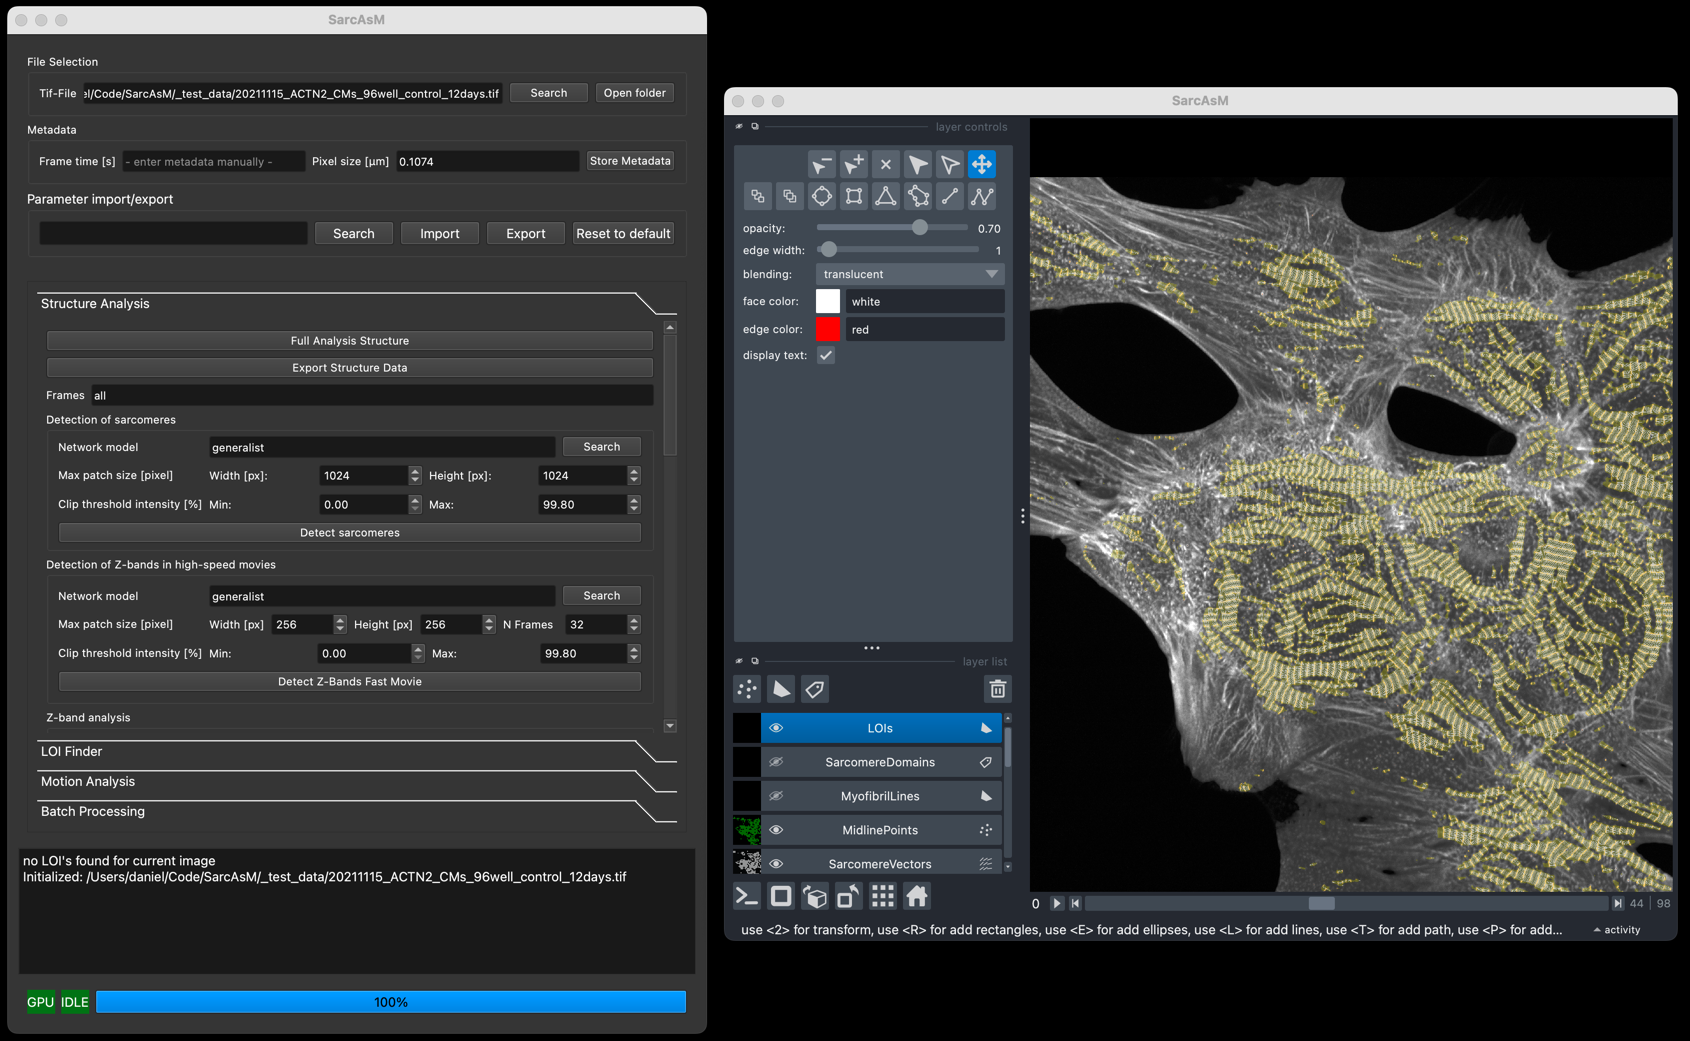 SarcAsM
File Selection
Tif-File el/Code/SarcAsM/_test_data/20211115_ACTN2_CMs_96well_control_12days.tif Search Open folder
Metadata
Frame time [s] - enter metadata manually - Pixel size [µm] 0.1074 Store Metadata
Parameter import/export
Search Import Export Reset to default
Structure Analysis
Full Analysis Structure
Export Structure Data
Frames all
Detection of sarcomeres
Network model generalist Search
Max patch size [pixel] Width [px]: 1024 Height [px]: 1024
Clip threshold intensity [%] Min: 0.00 Max: 99.80
Detect sarcomeres
Detection of Z-bands in high-speed movies
Network model generalist Search
Max patch size [pixel] Width [px] 256 Height [px] 256 N Frames 32
Clip threshold intensity [%] Min: 0.00 Max: 99.80
Detect Z-Bands Fast Movie
Z-band analysis
LOI Finder
Motion Analysis
Batch Processing
no LOI's found for current image
Initialized: /Users/daniel/Code/SarcAsM/_test_data/20211115_ACTN2_CMs_96well_control_12days.tif
GPU IDLE 100%
SarcAsM
layer controls
opacity: 0.70
edge width: 1
blending: translucent
face color: white
edge color: red
display text:
layer list
LOIs
SarcomereDomains
MyofibrilLines
MidlinePoints
SarcomereVectors
0 44 | 98
use <2> for transform, use <R> for add rectangles, use <E> for add ellipses, use <L> for add lines, use <T> for add path, use <P> for add... activity